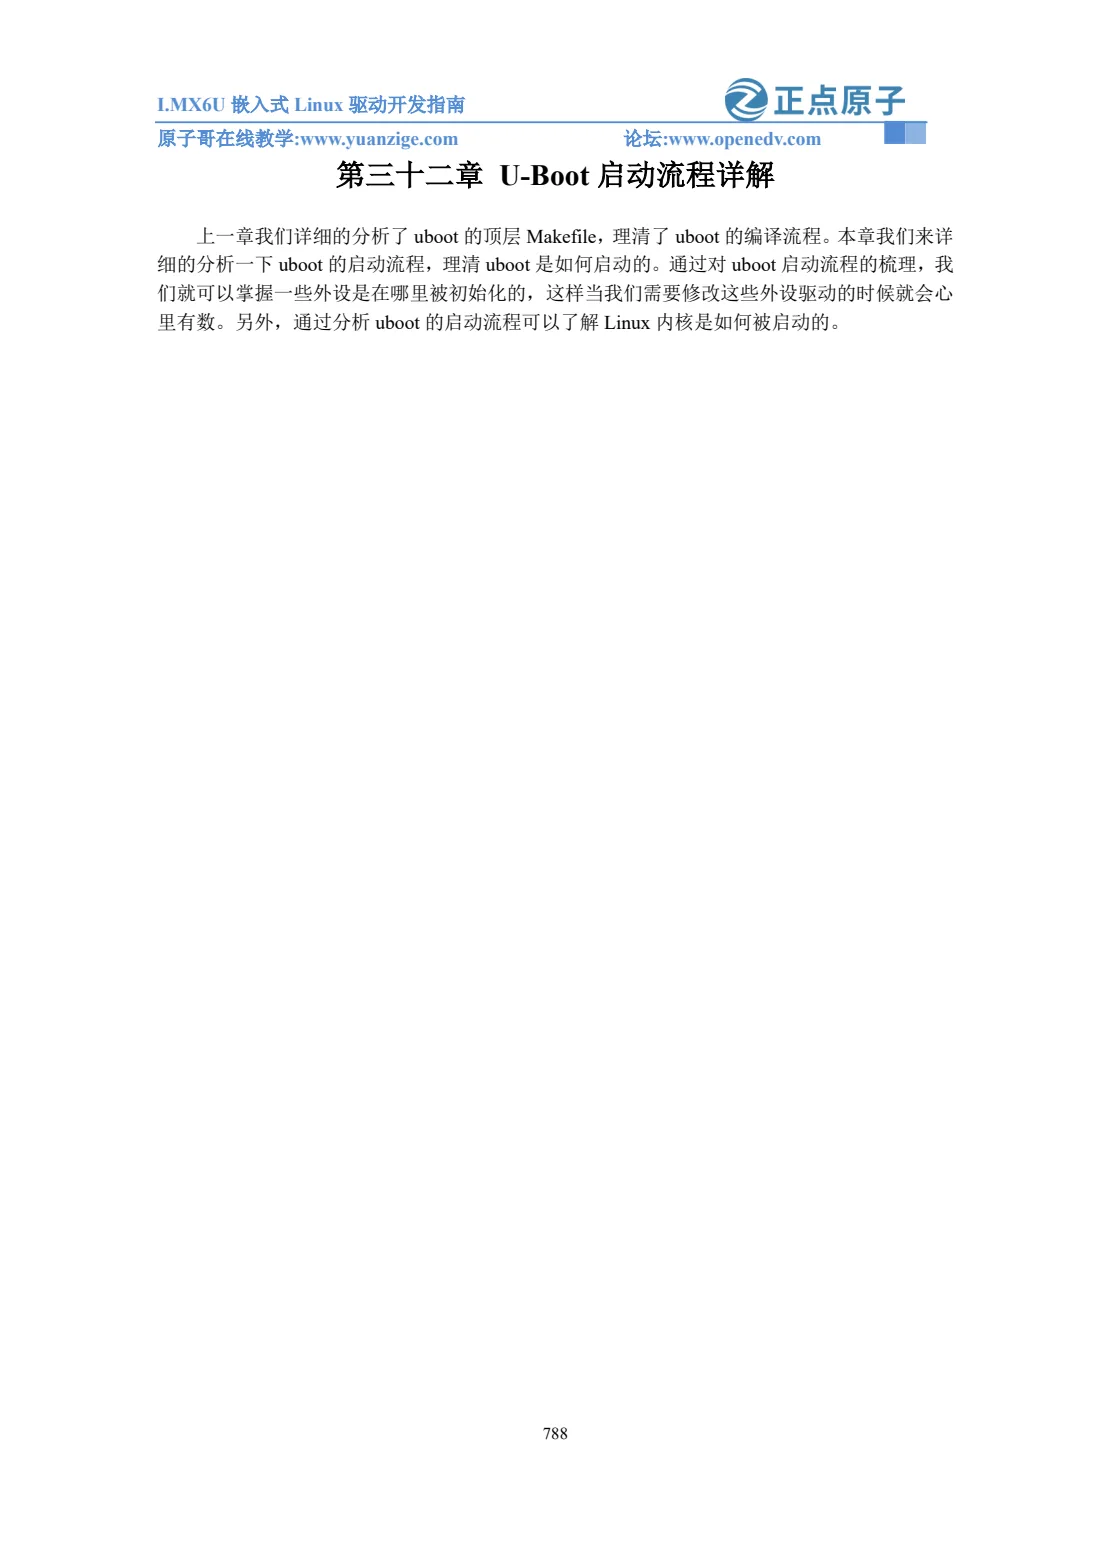 I.MX6U 嵌入式 Linux 驱动开发指南
正点原子
原子哥在线教学:www.yuanzige.com 论坛:www.openedv.com
第三十二章 U-Boot 启动流程详解
上一章我们详细的分析了 uboot 的顶层 Makefile，理清了 uboot 的编译流程。本章我们来详
细的分析一下 uboot 的启动流程，理清 uboot 是如何启动的。通过对 uboot 启动流程的梳理，我
们就可以掌握一些外设是在哪里被初始化的，这样当我们需要修改这些外设驱动的时候就会心
里有数。另外，通过分析 uboot 的启动流程可以了解 Linux 内核是如何被启动的。
788